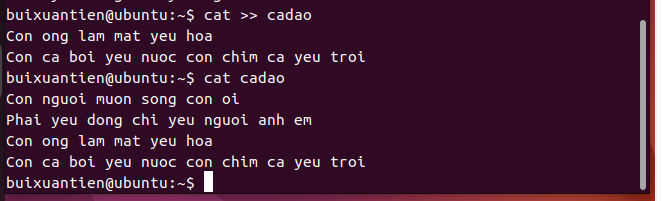 buixuantien@ubuntu:~$ cat >> cadao
Con ong lam mat yeu hoa
Con ca boi yeu nuoc con chim ca yeu troi
buixuantien@ubuntu:~$ cat cadao
Con nguoi muon song con oi
Phai yeu dong chi yeu nguoi anh em
Con ong lam mat yeu hoa
Con ca boi yeu nuoc con chim ca yeu troi
buixuantien@ubuntu:~$